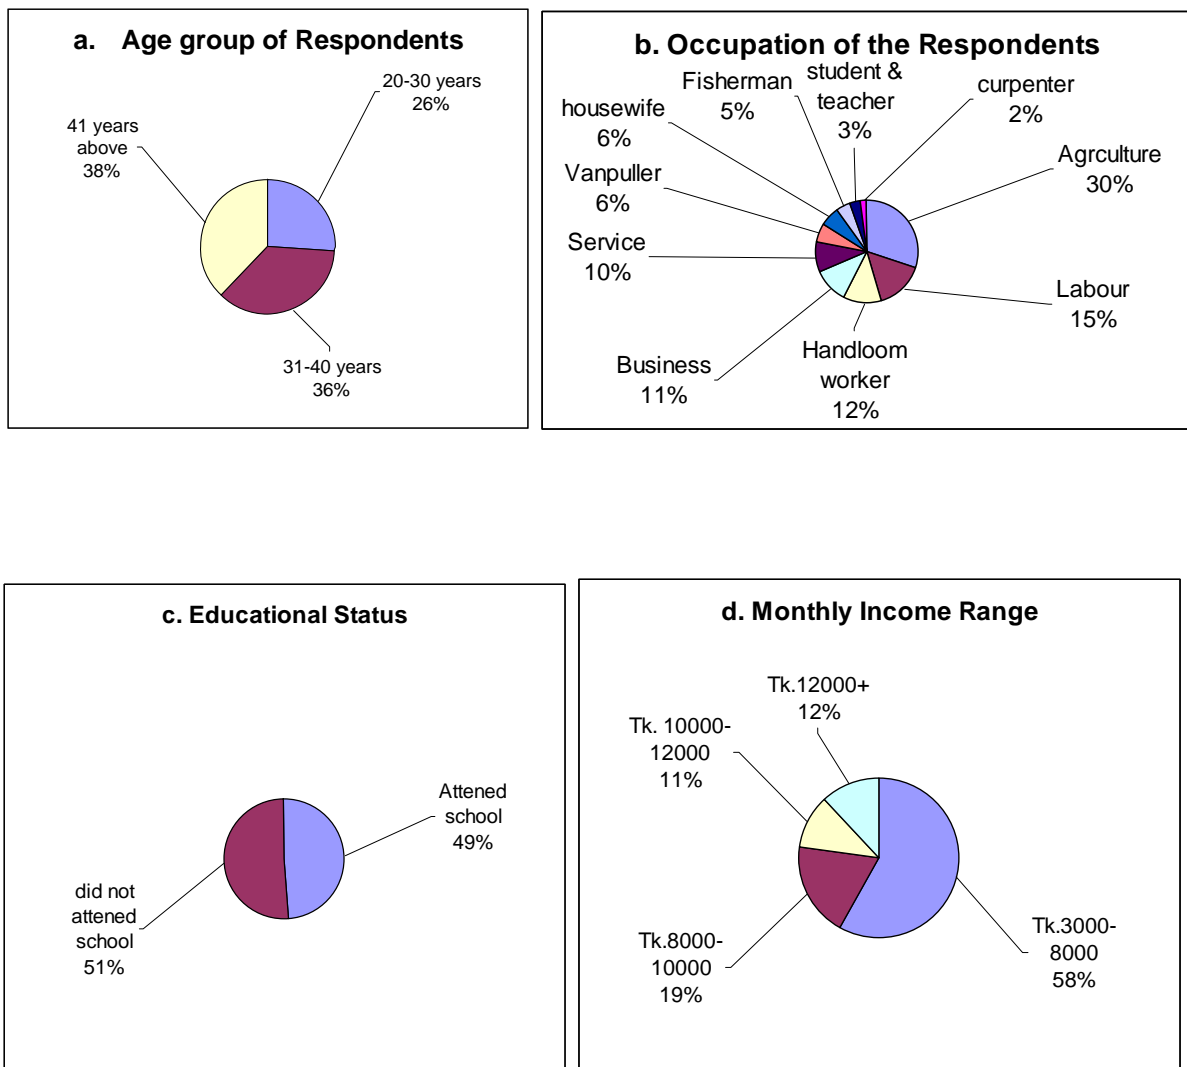 a. Age group of Respondents
20-30 years
26%
41 years
above
38%
31-40 years
36%
b. Occupation of the Respondents
Fisherman
5%
student &
teacher
3%
curpenter
2%
housewife
6%
Agrculture
30%
Vanpuller
6%
Service
10%
Labour
15%
Business
11%
Handloom
worker
12%
c. Educational Status
Attened
school
49%
did not
attened
school
51%
d. Monthly Income Range
Tk.12000+
12%
Tk. 10000-
12000
11%
Tk.8000-
10000
19%
Tk.3000-
8000
58%